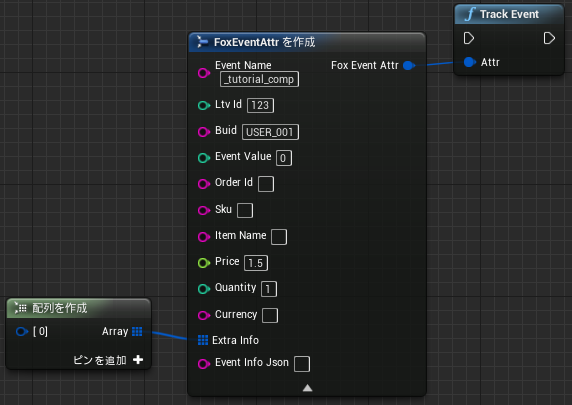 Track Event
Attr
FoxEventAttr を作成
Event Name
_tutorial_comp
Fox Event Attr
Ltv Id 123
Buid USER_001
Event Value 0
Order Id
Sku
Item Name
Price 1.5
Quantity 1
Currency
Extra Info
Event Info Json
配列を作成
[ 0]
Array
ピンを追加